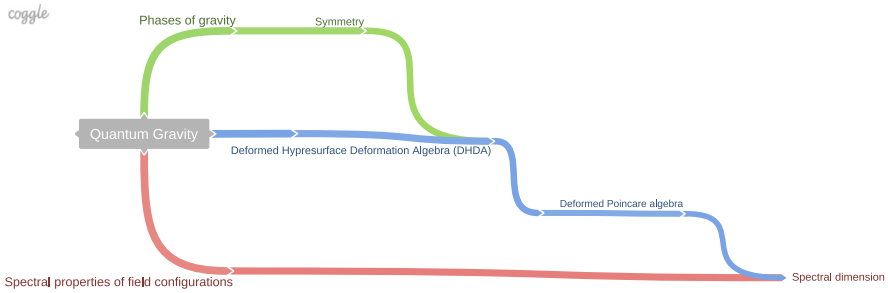 coggle
Phases of gravity
Symmetry
Quantum Gravity
Deformed Hypresurface Deformation Algebra (DHDA)
Deformed Poincare algebra
Spectral properties of field configurations
Spectral dimension